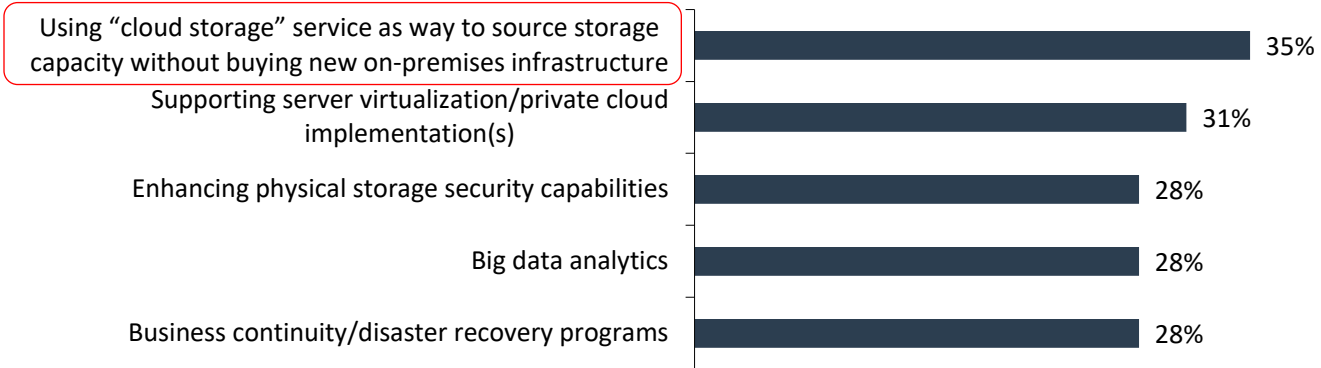 Using “cloud storage” service as way to source storage
capacity without buying new on-premises infrastructure
35%
Supporting server virtualization/private cloud
implementation(s)
31%
Enhancing physical storage security capabilities
28%
Big data analytics
28%
Business continuity/disaster recovery programs
28%